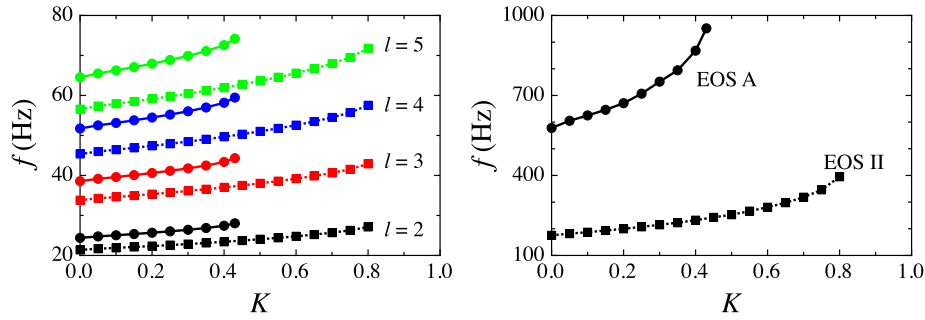 80
60
40
20
f (Hz)
l = 5
l = 4
l = 3
l = 2
0.0 0.2 0.4 0.6 0.8 1.0
K
1000
700
400
100
f (Hz)
EOS A
EOS II
0.0 0.2 0.4 0.6 0.8 1.0
K